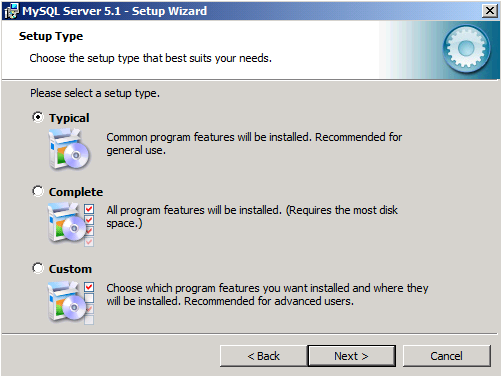 MySQL Server 5.1 - Setup Wizard
Setup Type
Choose the setup type that best suits your needs.
Please select a setup type.
Typical
Common program features will be installed. Recommended for
general use.
Complete
All program features will be installed. (Requires the most disk
space.)
Custom
Choose which program features you want installed and where they
will be installed. Recommended for advanced users.
< Back Next > Cancel